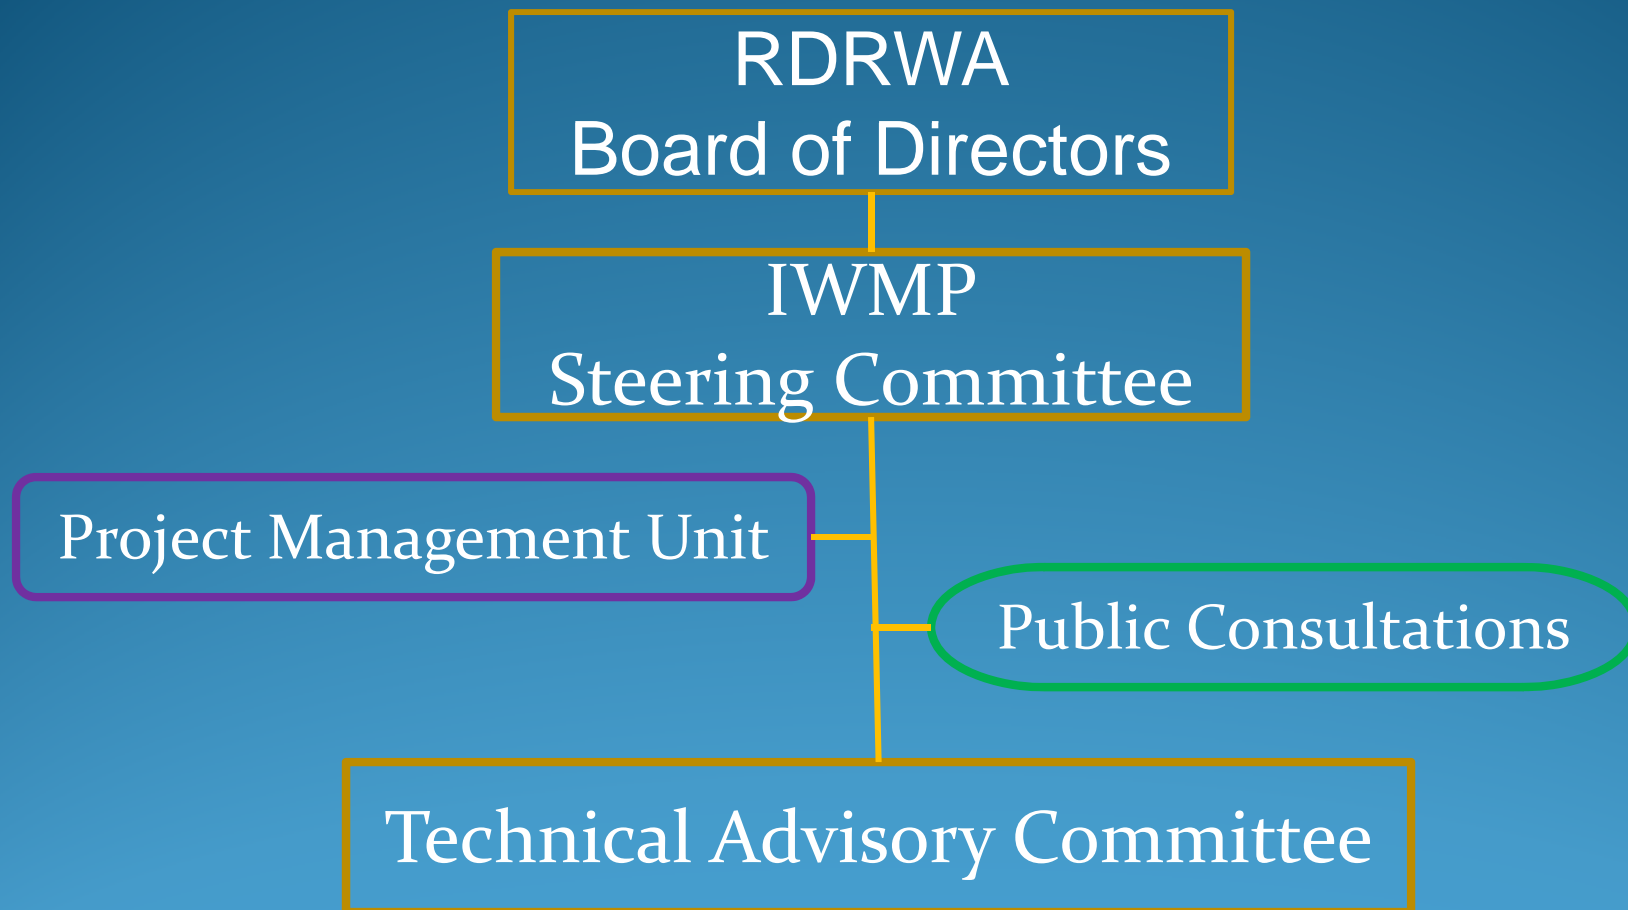 RDRWA
Board of Directors
IWMP
Steering Committee
Project Management Unit
Public Consultations
Technical Advisory Committee